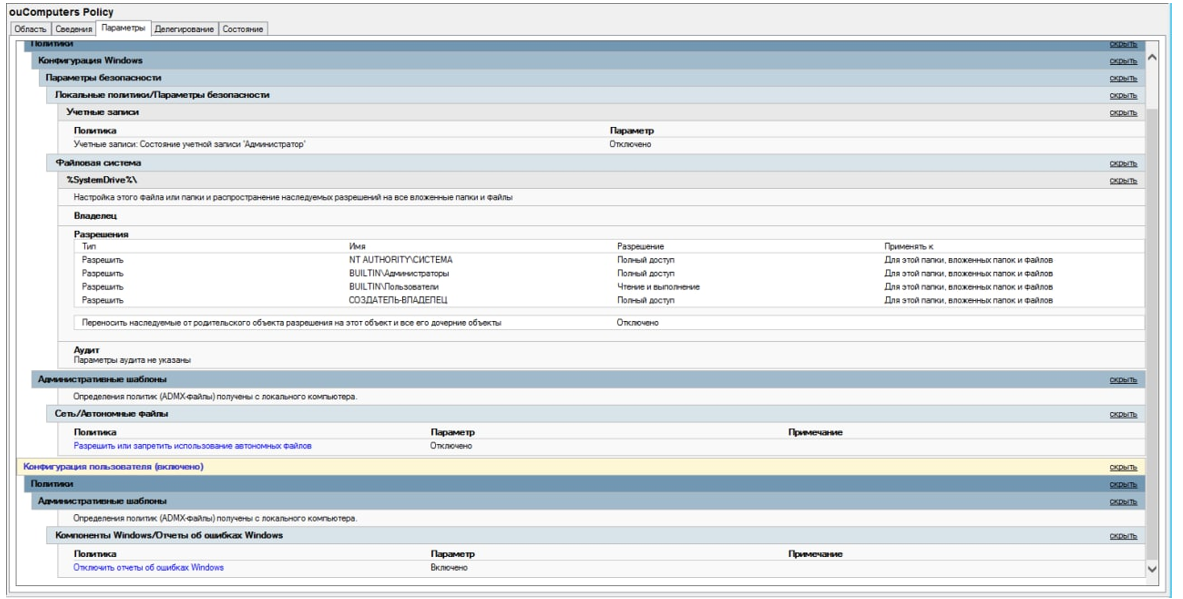 ouComputers Policy
Область Сведения Параметры Делегирование Состояние
Политики скрыть
Конфигурация Windows скрыть
Параметры безопасности скрыть
Локальные политики/Параметры безопасности скрыть
Учетные записи скрыть
Политика Параметр
Учетные записи: Состояние учетной записи 'Администратор' Отключено
Файловая система скрыть
%SystemDrive%\ скрыть
Настройка этого файла или папки и распространение наследуемых разрешений на все вложенные папки и файлы
Владелец
Разрешения
Тип Имя Разрешение Применять к
Разрешить NT AUTHORITY\СИСТЕМА Полный доступ Для этой папки, вложенных папок и файлов
Разрешить BUILTIN\Администраторы Полный доступ Для этой папки, вложенных папок и файлов
Разрешить BUILTIN\Пользователи Чтение и выполнение Для этой папки, вложенных папок и файлов
Разрешить СОЗДАТЕЛЬ-ВЛАДЕЛЕЦ Полный доступ Для этой папки, вложенных папок и файлов
Переносить наследуемые от родительского объекта разрешения на этот объект и все его дочерние объекты Отключено
Аудит
Параметры аудита не указаны
Административные шаблоны скрыть
Определения политик (ADMX-файлы) получены с локального компьютера.
Сеть/Автономные файлы скрыть
Политика Параметр Примечание
Разрешить или запретить использование автономных файлов Отключено
Конфигурация пользователя (включено) скрыть
Политики скрыть
Административные шаблоны скрыть
Определения политик (ADMX-файлы) получены с локального компьютера.
Компоненты Windows/Отчеты об ошибках Windows скрыть
Политика Параметр Примечание
Отключить отчеты об ошибках Windows Включено